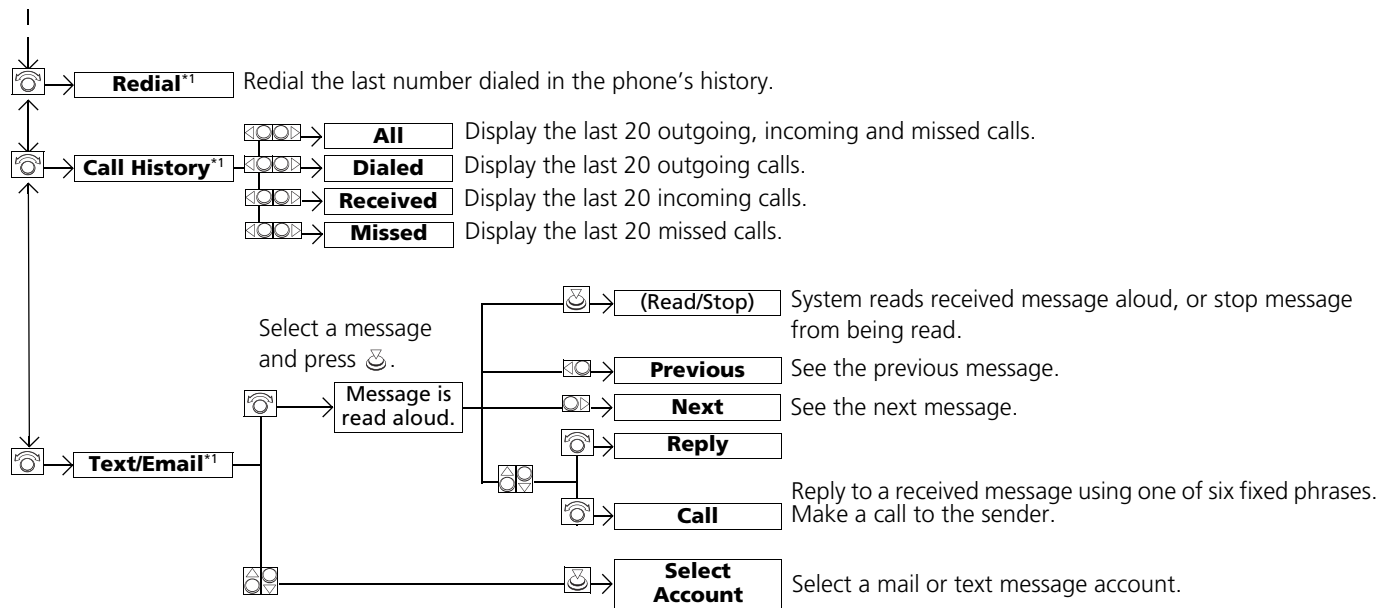 Redial*1 Redial the last number dialed in the phone's history.
All Display the last 20 outgoing, incoming and missed calls.
Call History*1 Dialed Display the last 20 outgoing calls.
Received Display the last 20 incoming calls.
Missed Display the last 20 missed calls.
(Read/Stop) System reads received message aloud, or stop message
from being read.
Select a message
and press .
Previous See the previous message.
Message is
read aloud.
Next See the next message.
Reply
Text/Email*1
Reply to a received message using one of six fixed phrases.
Call Make a call to the sender.
Select
Account
Select a mail or text message account.